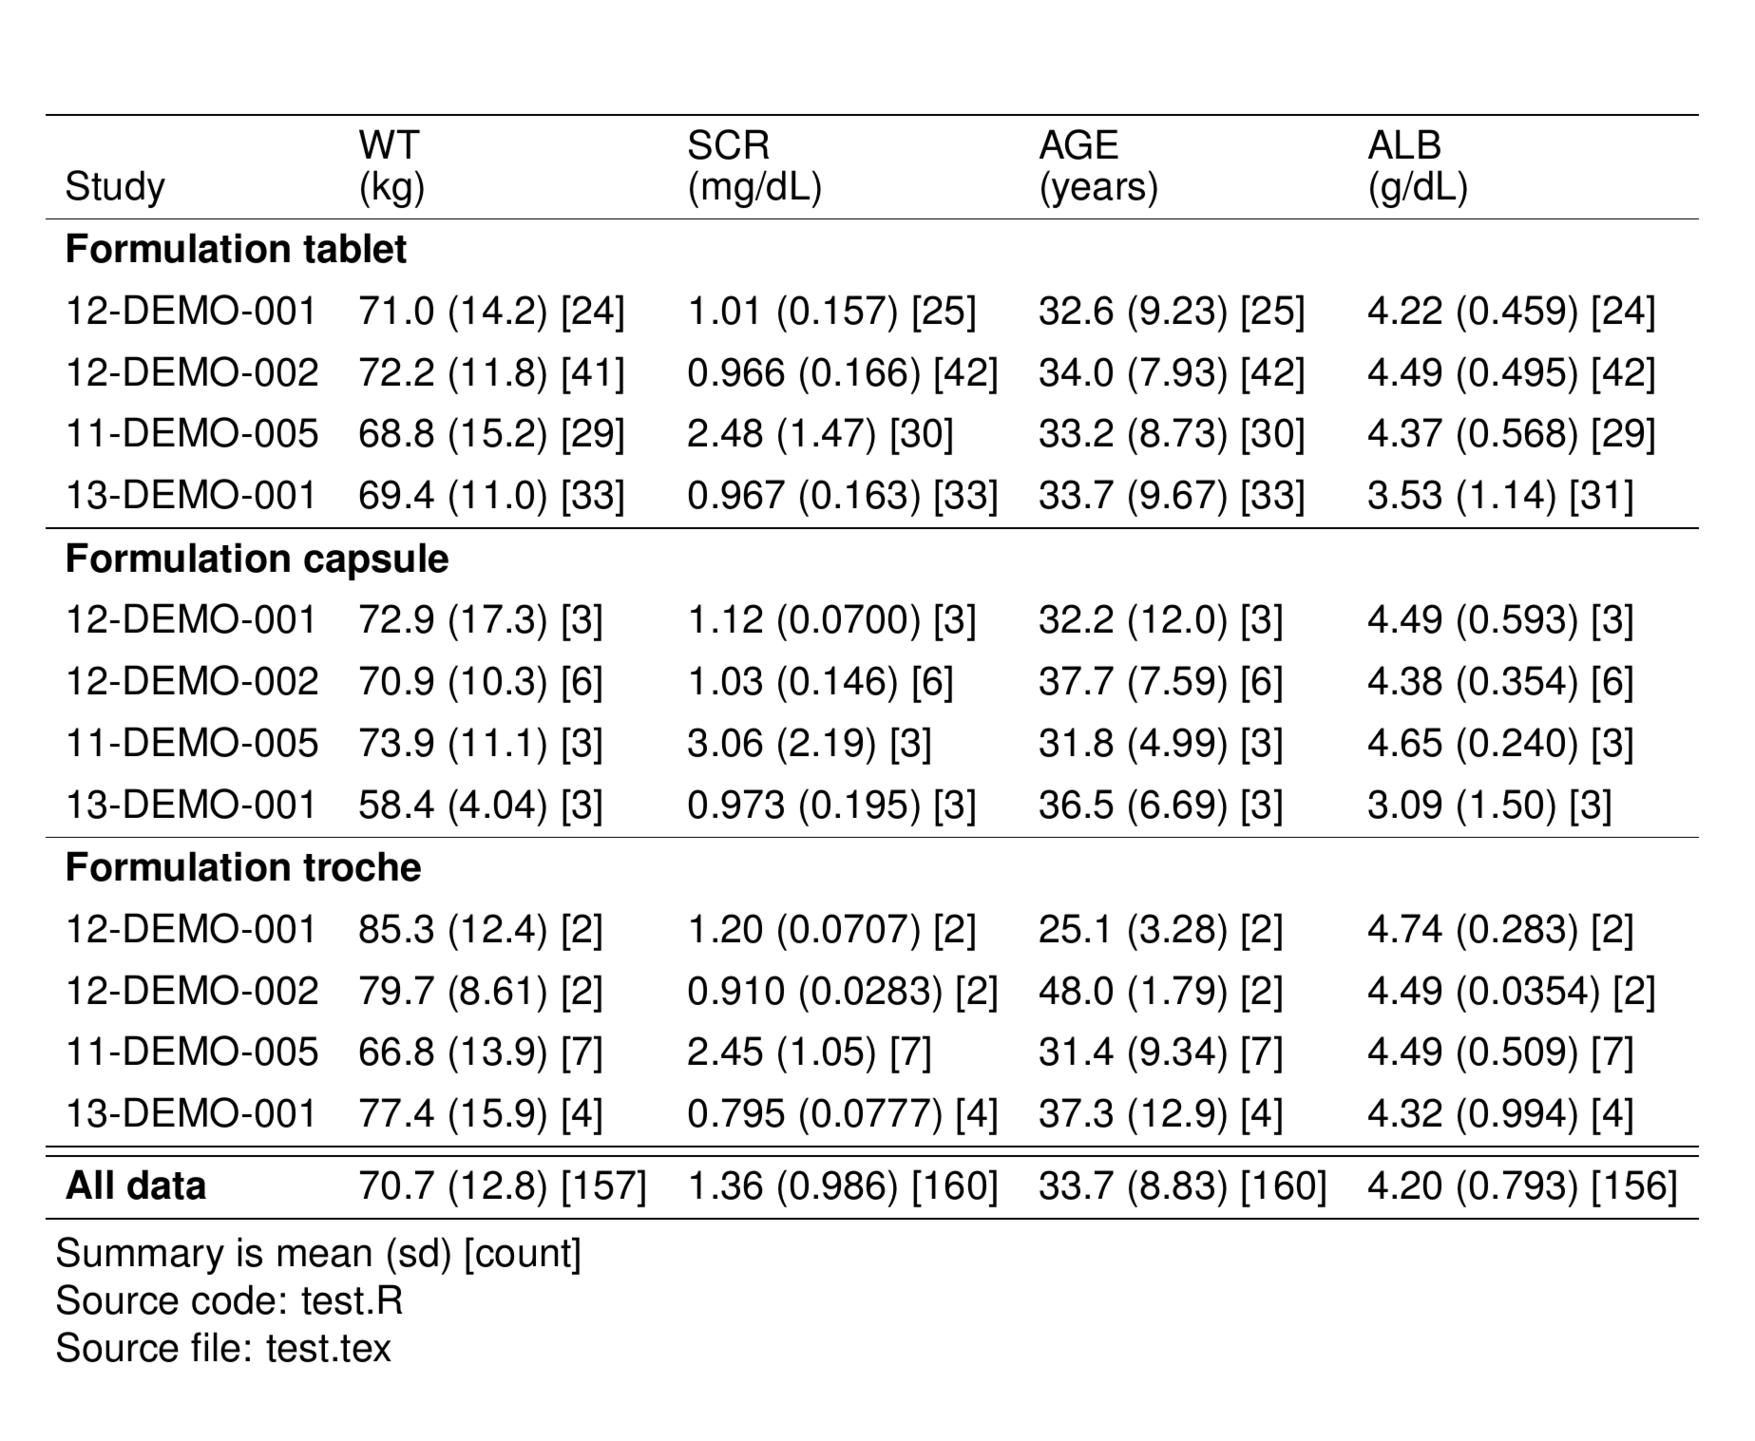 WT SCR AGE ALB
Study (kg) (mg/dL) (years) (g/dL)
Formulation tablet
12-DEMO-001 71.0 (14.2) [24] 1.01 (0.157) [25] 32.6 (9.23) [25] 4.22 (0.459) [24]
12-DEMO-002 72.2 (11.8) [41] 0.966 (0.166) [42] 34.0 (7.93) [42] 4.49 (0.495) [42]
11-DEMO-005 68.8 (15.2) [29] 2.48 (1.47) [30] 33.2 (8.73) [30] 4.37 (0.568) [29]
13-DEMO-001 69.4 (11.0) [33] 0.967 (0.163) [33] 33.7 (9.67) [33] 3.53 (1.14) [31]
Formulation capsule
12-DEMO-001 72.9 (17.3) [3] 1.12 (0.0700) [3] 32.2 (12.0) [3] 4.49 (0.593) [3]
12-DEMO-002 70.9 (10.3) [6] 1.03 (0.146) [6] 37.7 (7.59) [6] 4.38 (0.354) [6]
11-DEMO-005 73.9 (11.1) [3] 3.06 (2.19) [3] 31.8 (4.99) [3] 4.65 (0.240) [3]
13-DEMO-001 58.4 (4.04) [3] 0.973 (0.195) [3] 36.5 (6.69) [3] 3.09 (1.50) [3]
Formulation troche
12-DEMO-001 85.3 (12.4) [2] 1.20 (0.0707) [2] 25.1 (3.28) [2] 4.74 (0.283) [2]
12-DEMO-002 79.7 (8.61) [2] 0.910 (0.0283) [2] 48.0 (1.79) [2] 4.49 (0.0354) [2]
11-DEMO-005 66.8 (13.9) [7] 2.45 (1.05) [7] 31.4 (9.34) [7] 4.49 (0.509) [7]
13-DEMO-001 77.4 (15.9) [4] 0.795 (0.0777) [4] 37.3 (12.9) [4] 4.32 (0.994) [4]
All data 70.7 (12.8) [157] 1.36 (0.986) [160] 33.7 (8.83) [160] 4.20 (0.793) [156]
Summary is mean (sd) [count]
Source code: test.R
Source file: test.tex